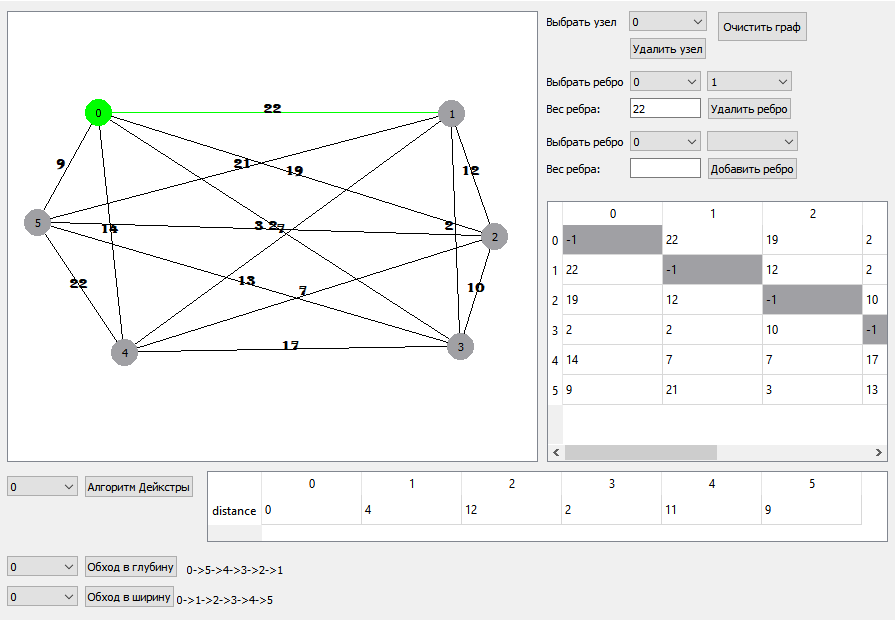 0
22
1
9
21
19
12
5
14
3
2
7
2
2
22
13
7
10
4
17
3
Выбрать узел 0 Очистить граф
Удалить узел
Выбрать ребро 0 1
Вес ребра: 22 Удалить ребро
Выбрать ребро 0
Вес ребра: Добавить ребро
0 1 2
0 -1 22 19 2
1 22 -1 12 2
2 19 12 -1 10
3 2 2 10 -1
4 14 7 7 17
5 9 21 3 13
0 Алгоритм Дейкстры
0 1 2 3 4 5
distance 0 4 12 2 11 9
0 Обход в глубину 0->5->4->3->2->1
0 Обход в ширину 0->1->2->3->4->5